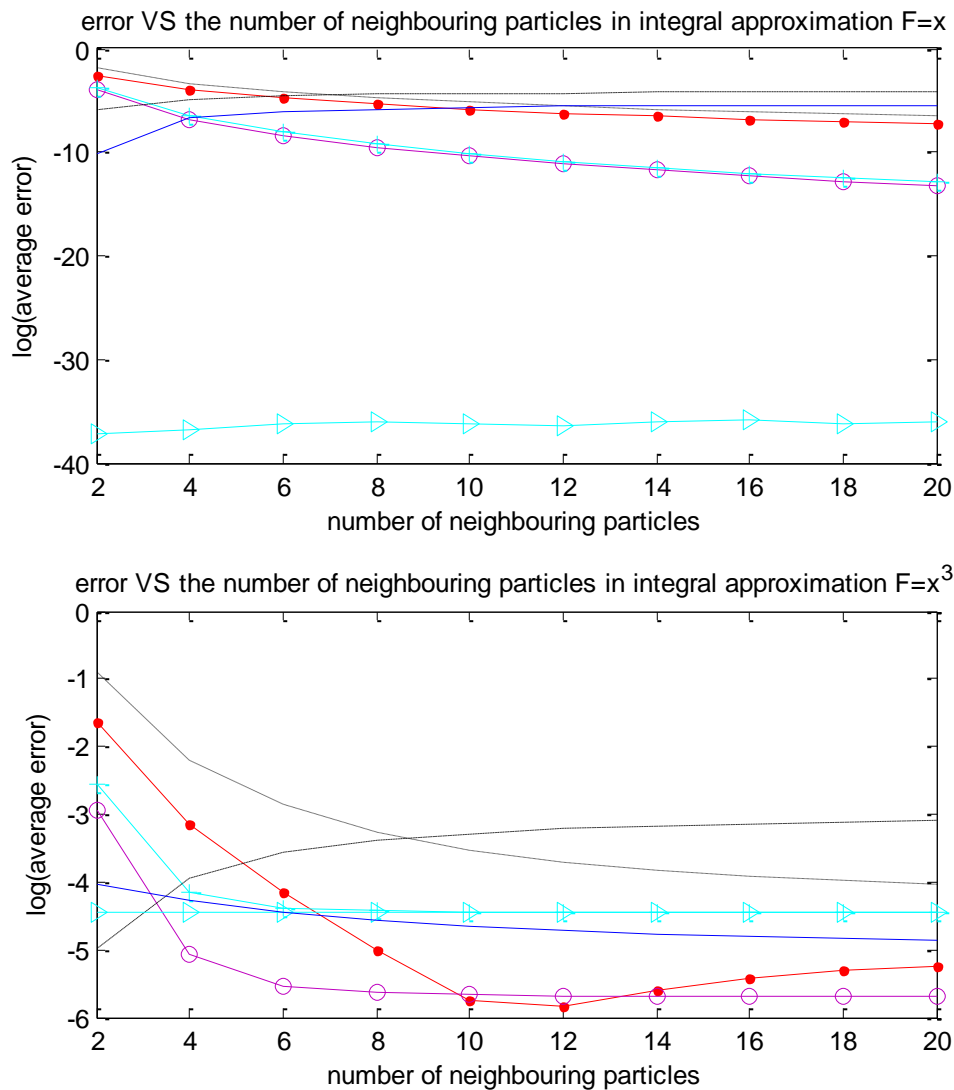 error VS the number of neighbouring particles in integral approximation F=x
0
-10
-20
-30
-40
log(average error)
2 4 6 8 10 12 14 16 18 20
number of neighbouring particles
error VS the number of neighbouring particles in integral approximation F=x^3
0
-1
-2
-3
-4
-5
-6
log(average error)
2 4 6 8 10 12 14 16 18 20
number of neighbouring particles